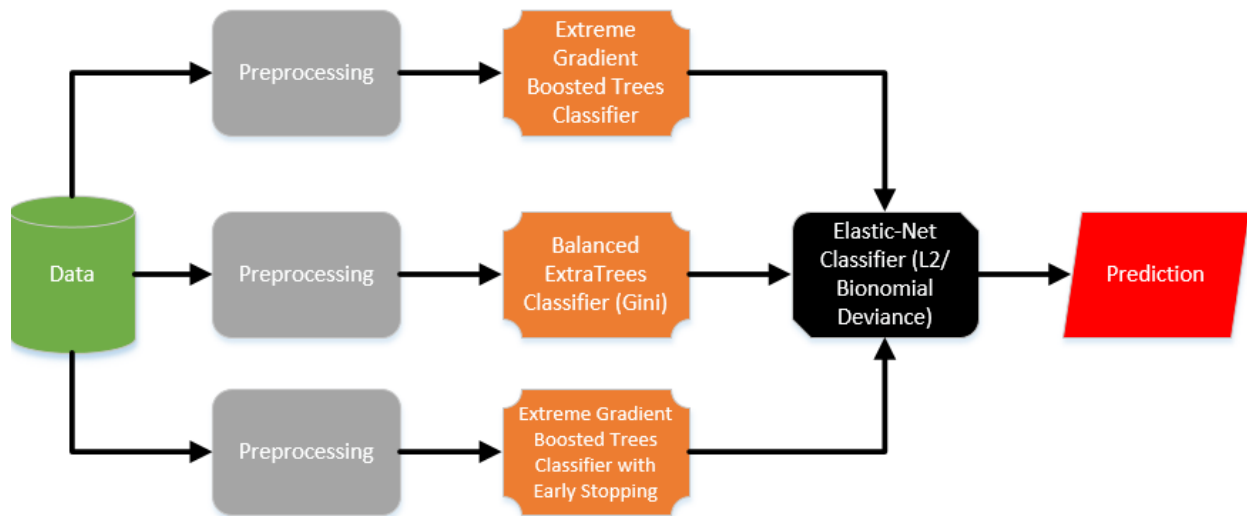 Preprocessing
Extreme
Gradient
Boosted Trees
Classifier
Data
Preprocessing
Balanced
ExtraTrees
Classifier (Gini)
Elastic-Net
Classifier (L2/
Bionomial
Deviance)
Prediction
Preprocessing
Extreme Gradient
Boosted Trees
Classifier with
Early Stopping